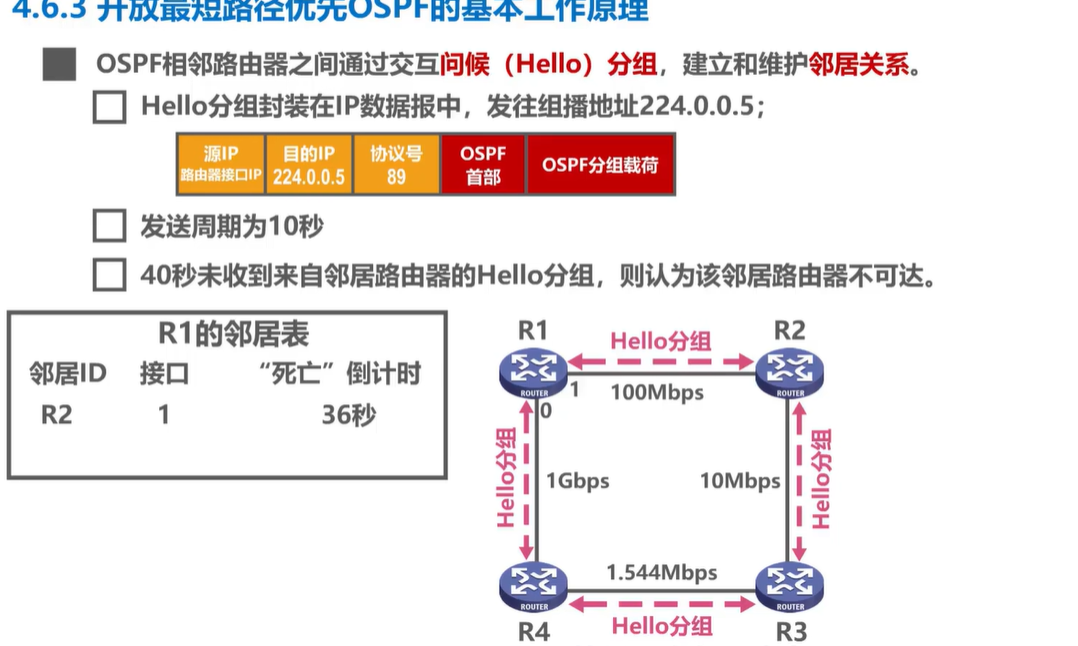 4.6.3 开放最短路径优先OSPF的基本工作原理
OSPF相邻路由器之间通过交互问候（Hello）分组，建立和维护邻居关系。
Hello分组封装在IP数据报中，发往组播地址224.0.0.5；
源IP 目的IP 协议号 OSPF OSPF分组载荷
路由器接口IP 224.0.0.5 89 首部
发送周期为10秒
40秒未收到来自邻居路由器的Hello分组，则认为该邻居路由器不可达。
R1的邻居表
邻居ID 接口 “死亡”倒计时
R2 1 36秒
R1 R2
Hello分组
ROUTER ROUTER
1
100Mbps
0
Hello分组
1Gbps
10Mbps
Hello分组
1.544Mbps
ROUTER ROUTER
Hello分组
R4 R3